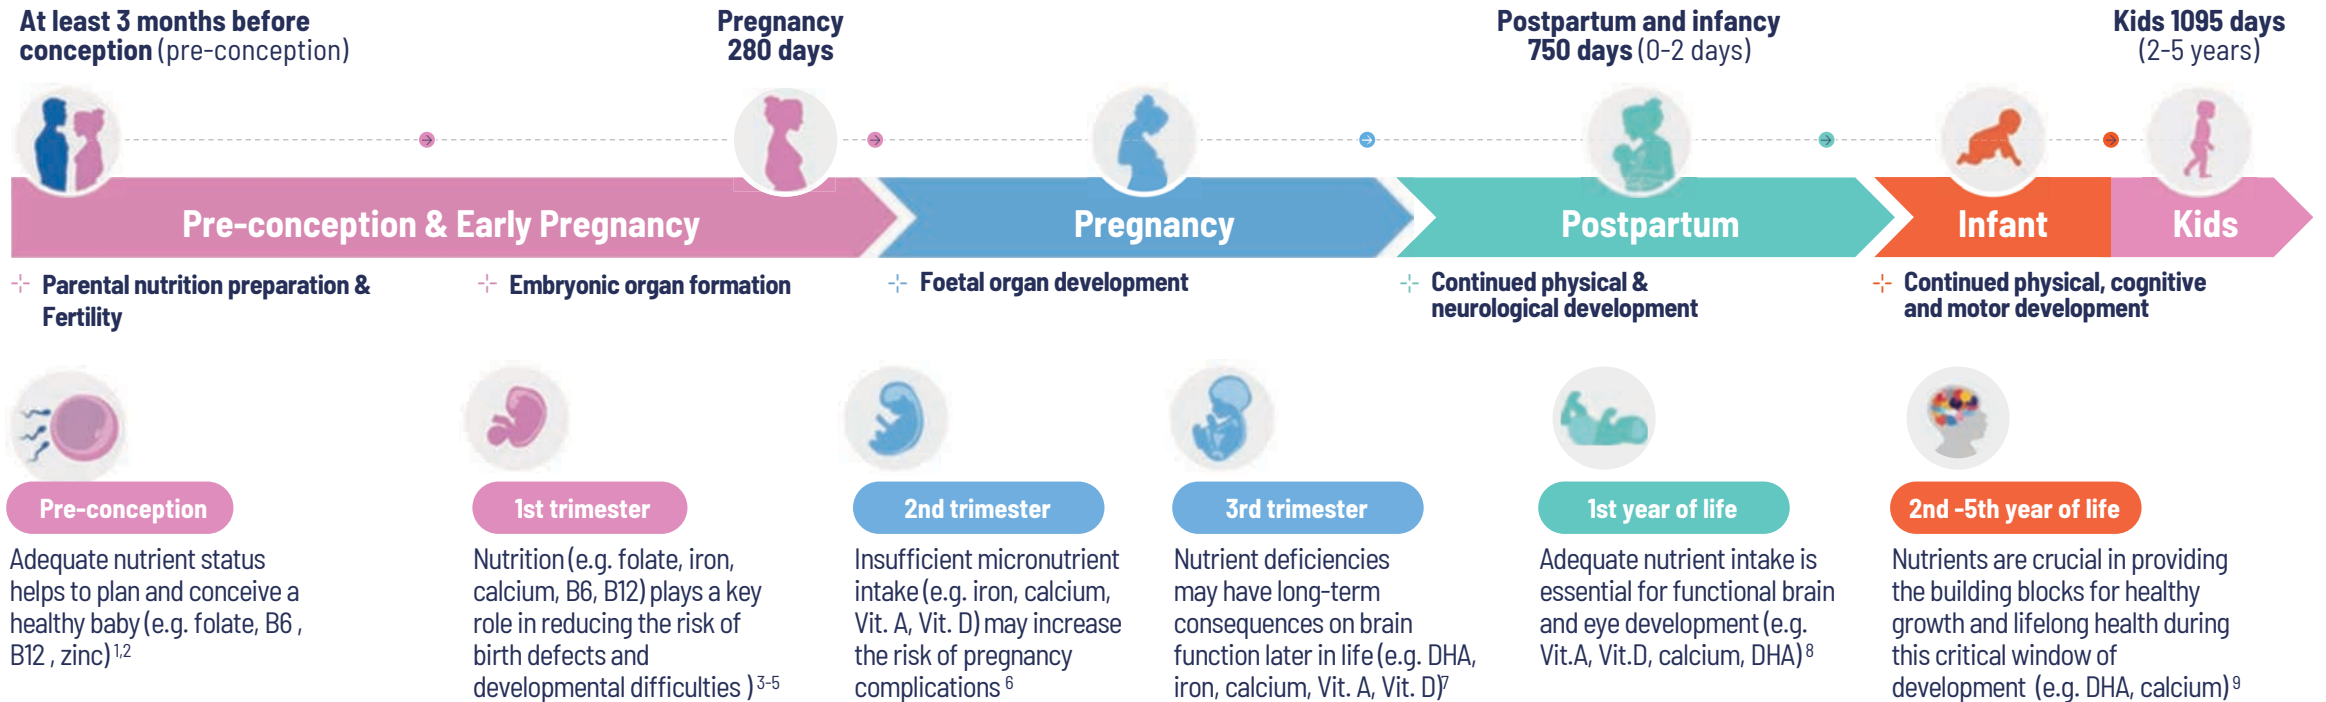 At least 3 months before
conception (pre-conception)
Pregnancy
280 days
Postpartum and infancy
750 days (0-2 days)
Kids 1095 days
(2-5 years)
Pre-conception & Early Pregnancy
Pregnancy
Postpartum
Infant
Kids
Parental nutrition preparation &
Fertility
Embryonic organ formation
Foetal organ development
Continued physical &
neurological development
Continued physical, cognitive
and motor development
Pre-conception
Adequate nutrient status
helps to plan and conceive a
healthy baby (e.g. folate, B6 ,
B12 , zinc) 1,2
1st trimester
Nutrition (e.g. folate, iron,
calcium, B6, B12) plays a key
role in reducing the risk of
birth defects and
developmental difficulties ) 3-5
2nd trimester
Insufficient micronutrient
intake (e.g. iron, calcium,
Vit. A, Vit. D) may increase
the risk of pregnancy
complications 6
3rd trimester
Nutrient deficiencies
may have long-term
consequences on brain
function later in life (e.g. DHA,
iron, calcium, Vit. A, Vit. D)7
1st year of life
Adequate nutrient intake is
essential for functional brain
and eye development (e.g.
Vit.A, Vit.D, calcium, DHA) 8
2nd -5th year of life
Nutrients are crucial in providing
the building blocks for healthy
growth and lifelong health during
this critical window of
development (e.g. DHA, calcium) 9